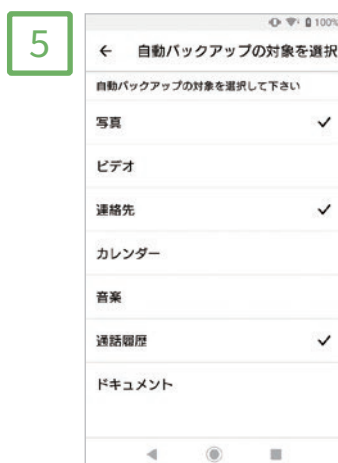 5
100%
自動バックアップの対象を選択
自動バックアップの対象を選択して下さい
写真
ビデオ
連絡先
カレンダー
音楽
通話履歴
ドキュメント